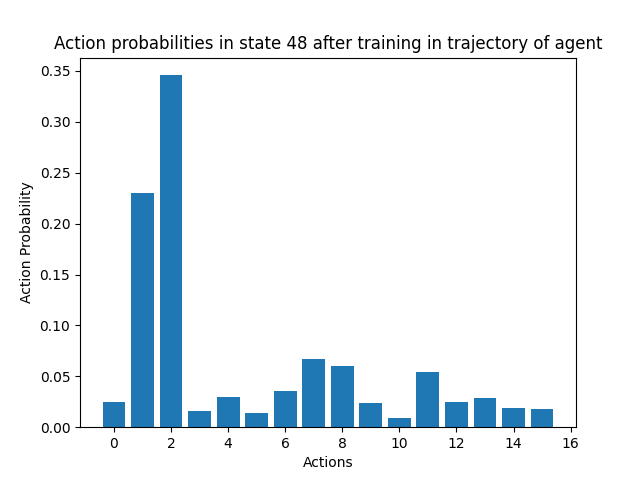 Action probabilities in state 48 after training in trajectory of agent
0.35
0.30
0.25
0.20
0.15
0.10
0.05
0.00
Action Probability
0 2 4 6 8 10 12 14 16
Actions